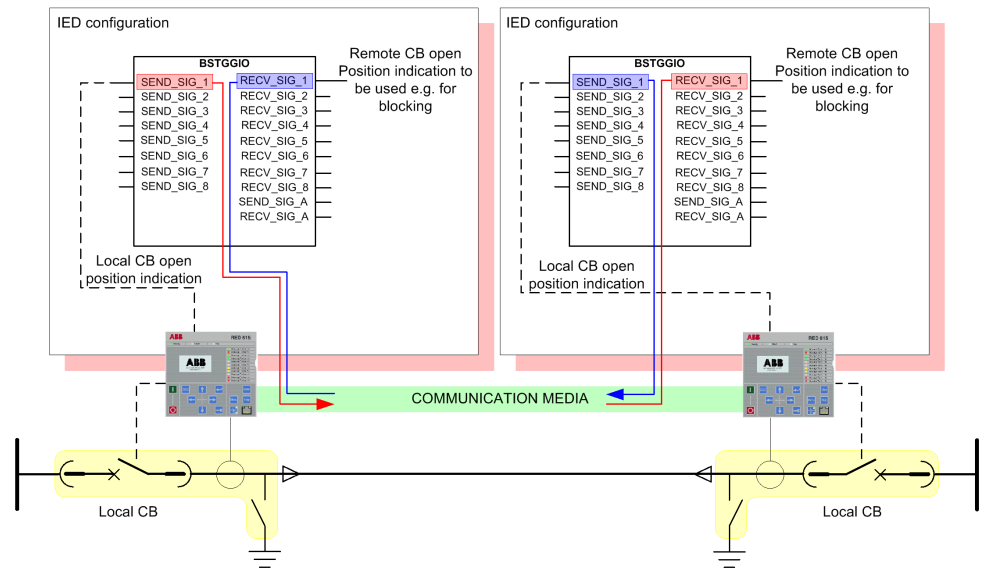 IED configuration
BSTGGIO
SEND_SIG_1
SEND_SIG_2
SEND_SIG_3
SEND_SIG_4
SEND_SIG_5
SEND_SIG_6
SEND_SIG_7
SEND_SIG_8
RECV_SIG_1
RECV_SIG_2
RECV_SIG_3
RECV_SIG_4
RECV_SIG_5
RECV_SIG_6
RECV_SIG_7
RECV_SIG_8
SEND_SIG_A
RECV_SIG_A
Remote CB open
Position indication to
be used e.g. for
blocking
Local CB open
position indication
IED configuration
BSTGGIO
SEND_SIG_1
SEND_SIG_2
SEND_SIG_3
SEND_SIG_4
SEND_SIG_5
SEND_SIG_6
SEND_SIG_7
SEND_SIG_8
RECV_SIG_1
RECV_SIG_2
RECV_SIG_3
RECV_SIG_4
RECV_SIG_5
RECV_SIG_6
RECV_SIG_7
RECV_SIG_8
SEND_SIG_A
RECV_SIG_A
Remote CB open
Position indication to
be used e.g. for
blocking
Local CB open
position indication
ABB
RED 615
ABB
ABB
RED 615
ABB
COMMUNICATION MEDIA
Local CB
Local CB